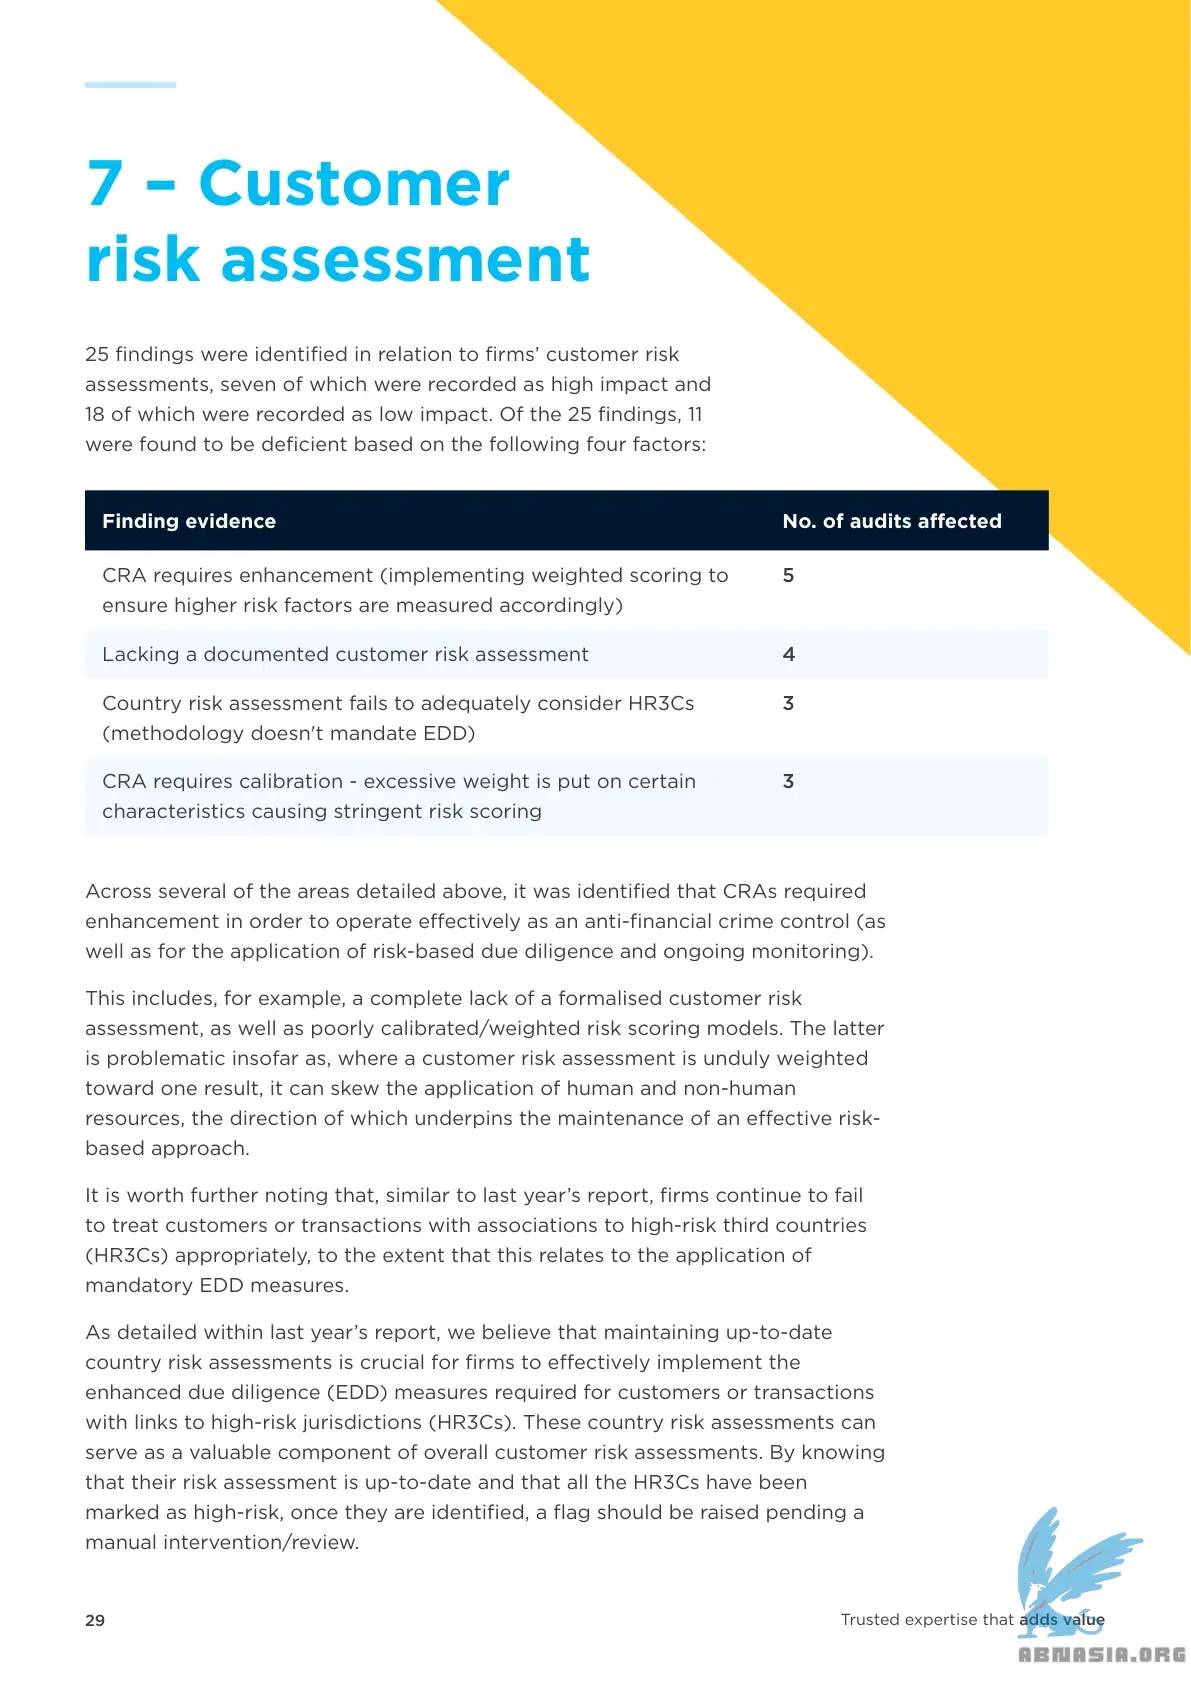 7 – Customer
risk assessment
25 findings were identified in relation to firms’ customer risk
assessments, seven of which were recorded as high impact and
18 of which were recorded as low impact. Of the 25 findings, 11
were found to be deficient based on the following four factors:
Finding evidence No. of audits affected
CRA requires enhancement (implementing weighted scoring to 5
ensure higher risk factors are measured accordingly)
Lacking a documented customer risk assessment 4
Country risk assessment fails to adequately consider HR3Cs 3
(methodology doesn't mandate EDD)
CRA requires calibration - excessive weight is put on certain 3
characteristics causing stringent risk scoring
Across several of the areas detailed above, it was identified that CRAs required
enhancement in order to operate effectively as an anti-financial crime control (as
well as for the application of risk-based due diligence and ongoing monitoring).
This includes, for example, a complete lack of a formalised customer risk
assessment, as well as poorly calibrated/weighted risk scoring models. The latter
is problematic insofar as, where a customer risk assessment is unduly weighted
toward one result, it can skew the application of human and non-human
resources, the direction of which underpins the maintenance of an effective risk-
based approach.
It is worth further noting that, similar to last year’s report, firms continue to fail
to treat customers or transactions with associations to high-risk third countries
(HR3Cs) appropriately, to the extent that this relates to the application of
mandatory EDD measures.
As detailed within last year’s report, we believe that maintaining up-to-date
country risk assessments is crucial for firms to effectively implement the
enhanced due diligence (EDD) measures required for customers or transactions
with links to high-risk jurisdictions (HR3Cs). These country risk assessments can
serve as a valuable component of overall customer risk assessments. By knowing
that their risk assessment is up-to-date and that all the HR3Cs have been
marked as high-risk, once they are identified, a flag should be raised pending a
manual intervention/review.
29 Trusted expertise that adds value
ABNASIA.ORG